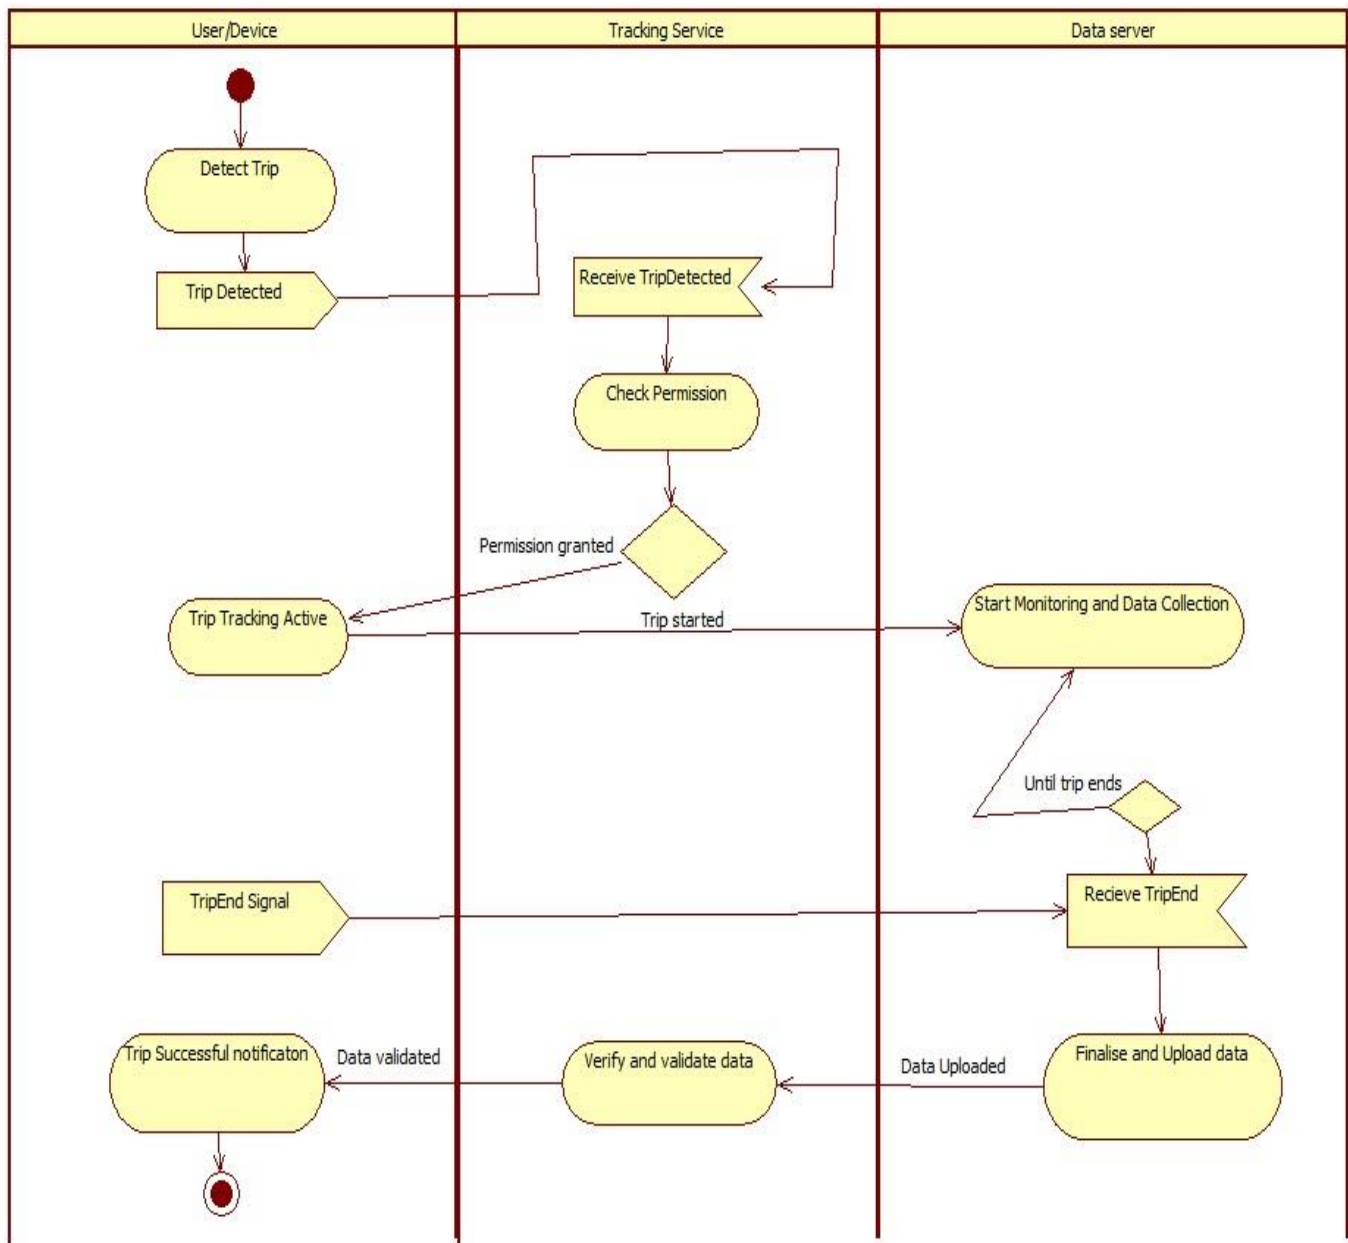 User/Device
Tracking Service
Data server
Detect Trip
Trip Detected
Receive TripDetected
Check Permission
Permission granted
Trip Tracking Active
Trip started
Start Monitoring and Data Collection
Until trip ends
TripEnd Signal
Recieve TripEnd
Trip Successful notificaton
Data validated
Verify and validate data
Data Uploaded
Finalise and Upload data